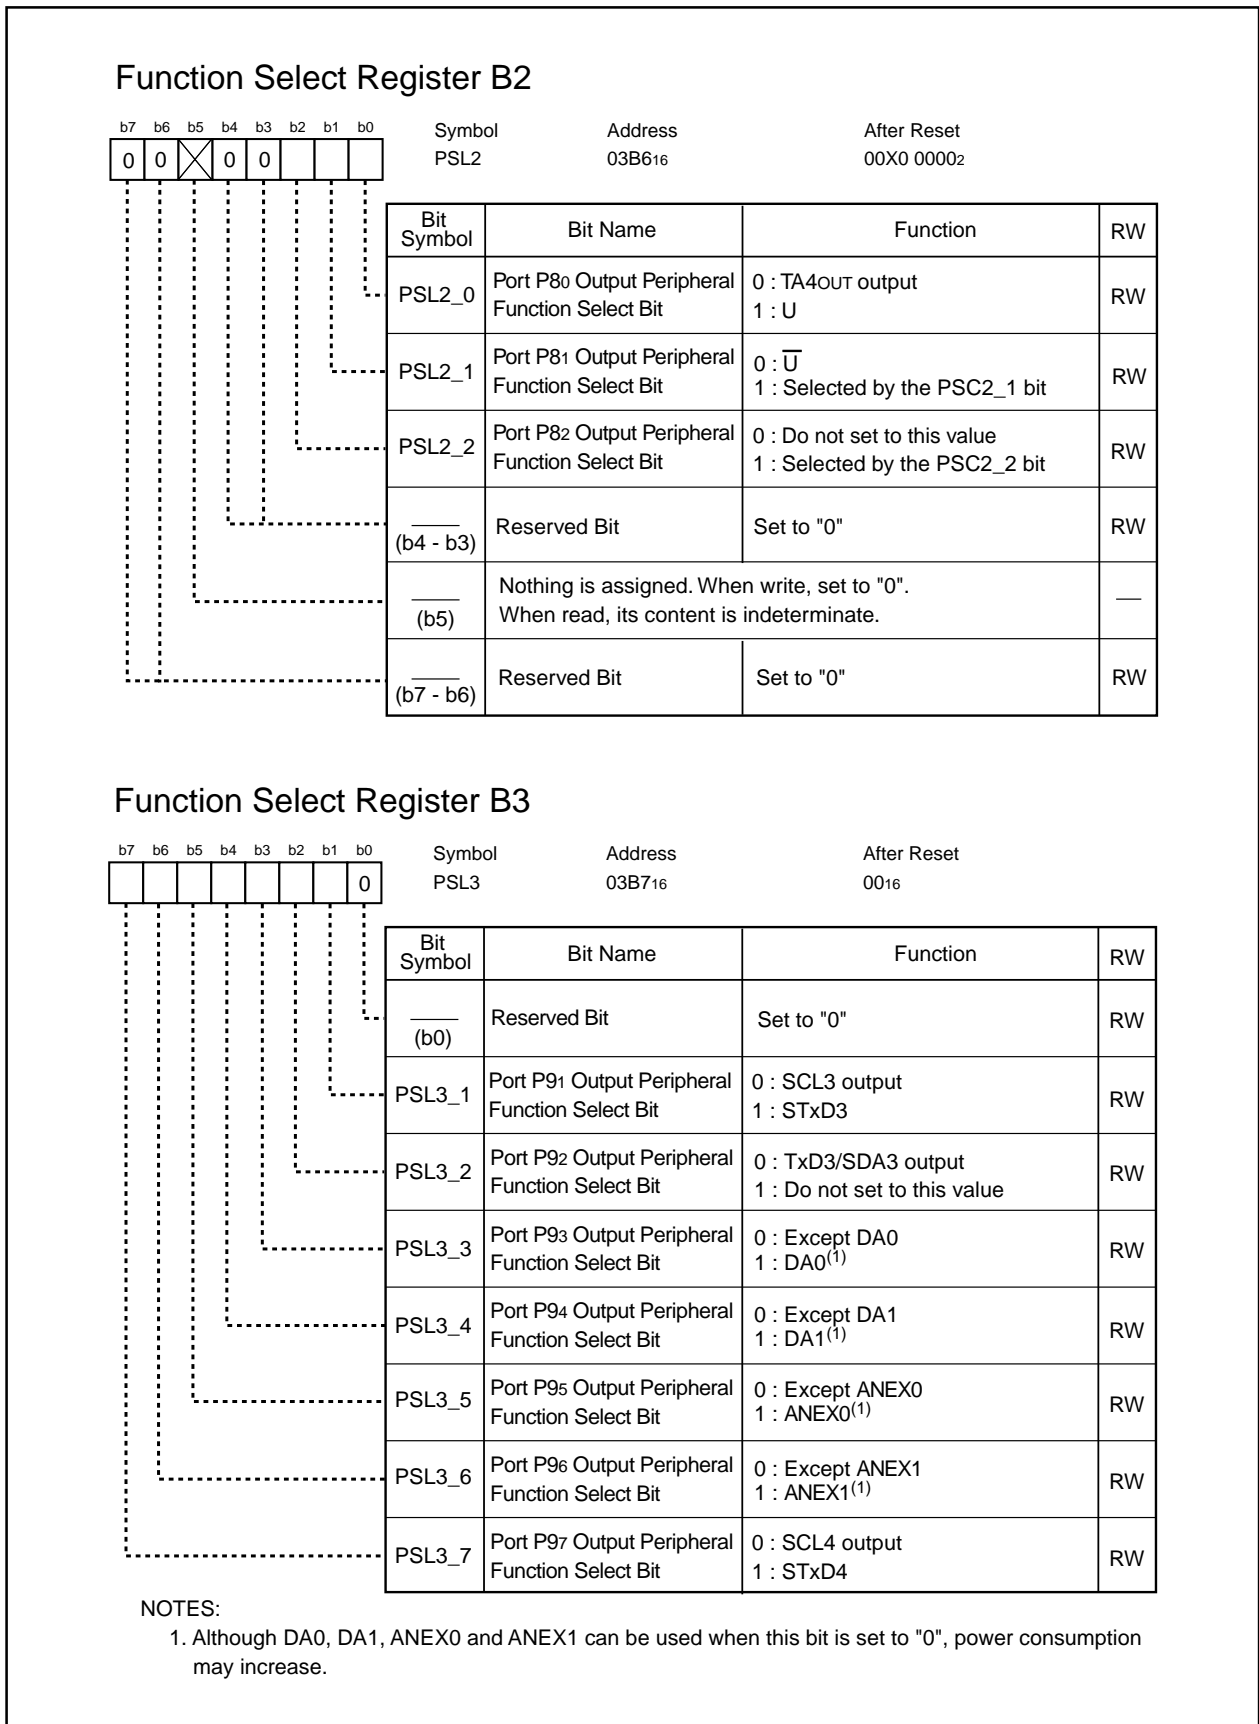 Function Select Register B2
b7 b6 b5 b4 b3 b2 b1 b0 Symbol Address After Reset
0 0 0 0 PSL2 03B616 00X0 00002
Bit Symbol Bit Name Function RW
PSL2_0 Port P80 Output Peripheral Function Select Bit 0 : TA4OUT output RW
1 : U
PSL2_1 Port P81 Output Peripheral Function Select Bit 0 : U̅ RW
1 : Selected by the PSC2_1 bit
PSL2_2 Port P82 Output Peripheral Function Select Bit 0 : Do not set to this value RW
1 : Selected by the PSC2_2 bit
(b4 - b3) Reserved Bit Set to "0" RW
(b5) Nothing is assigned. When write, set to "0". —
When read, its content is indeterminate.
(b7 - b6) Reserved Bit Set to "0" RW
Function Select Register B3
b7 b6 b5 b4 b3 b2 b1 b0 Symbol Address After Reset
0 PSL3 03B716 0016
Bit Symbol Bit Name Function RW
(b0) Reserved Bit Set to "0" RW
PSL3_1 Port P91 Output Peripheral Function Select Bit 0 : SCL3 output RW
1 : STxD3
PSL3_2 Port P92 Output Peripheral Function Select Bit 0 : TxD3/SDA3 output RW
1 : Do not set to this value
PSL3_3 Port P93 Output Peripheral Function Select Bit 0 : Except DA0 RW
1 : DA0(1)
PSL3_4 Port P94 Output Peripheral Function Select Bit 0 : Except DA1 RW
1 : DA1(1)
PSL3_5 Port P95 Output Peripheral Function Select Bit 0 : Except ANEX0 RW
1 : ANEX0(1)
PSL3_6 Port P96 Output Peripheral Function Select Bit 0 : Except ANEX1 RW
1 : ANEX1(1)
PSL3_7 Port P97 Output Peripheral Function Select Bit 0 : SCL4 output RW
1 : STxD4
NOTES:
1. Although DA0, DA1, ANEX0 and ANEX1 can be used when this bit is set to "0", power consumption
may increase.